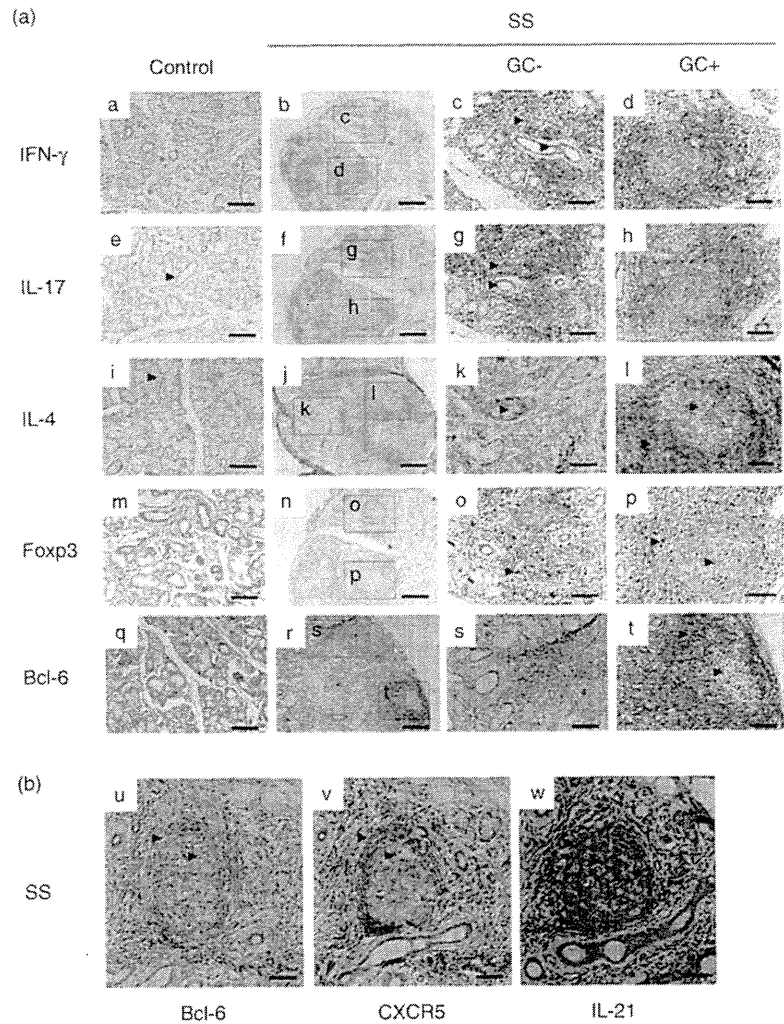 (a)
SS
Control GC- GC+
IFN-γ a b c d c d
IL-17 e f g h g h
IL-4 i j k l k l
Foxp3 m n o p o p
Bcl-6 q r s s t
(b)
u v w
SS
Bcl-6 CXCR5 IL-21